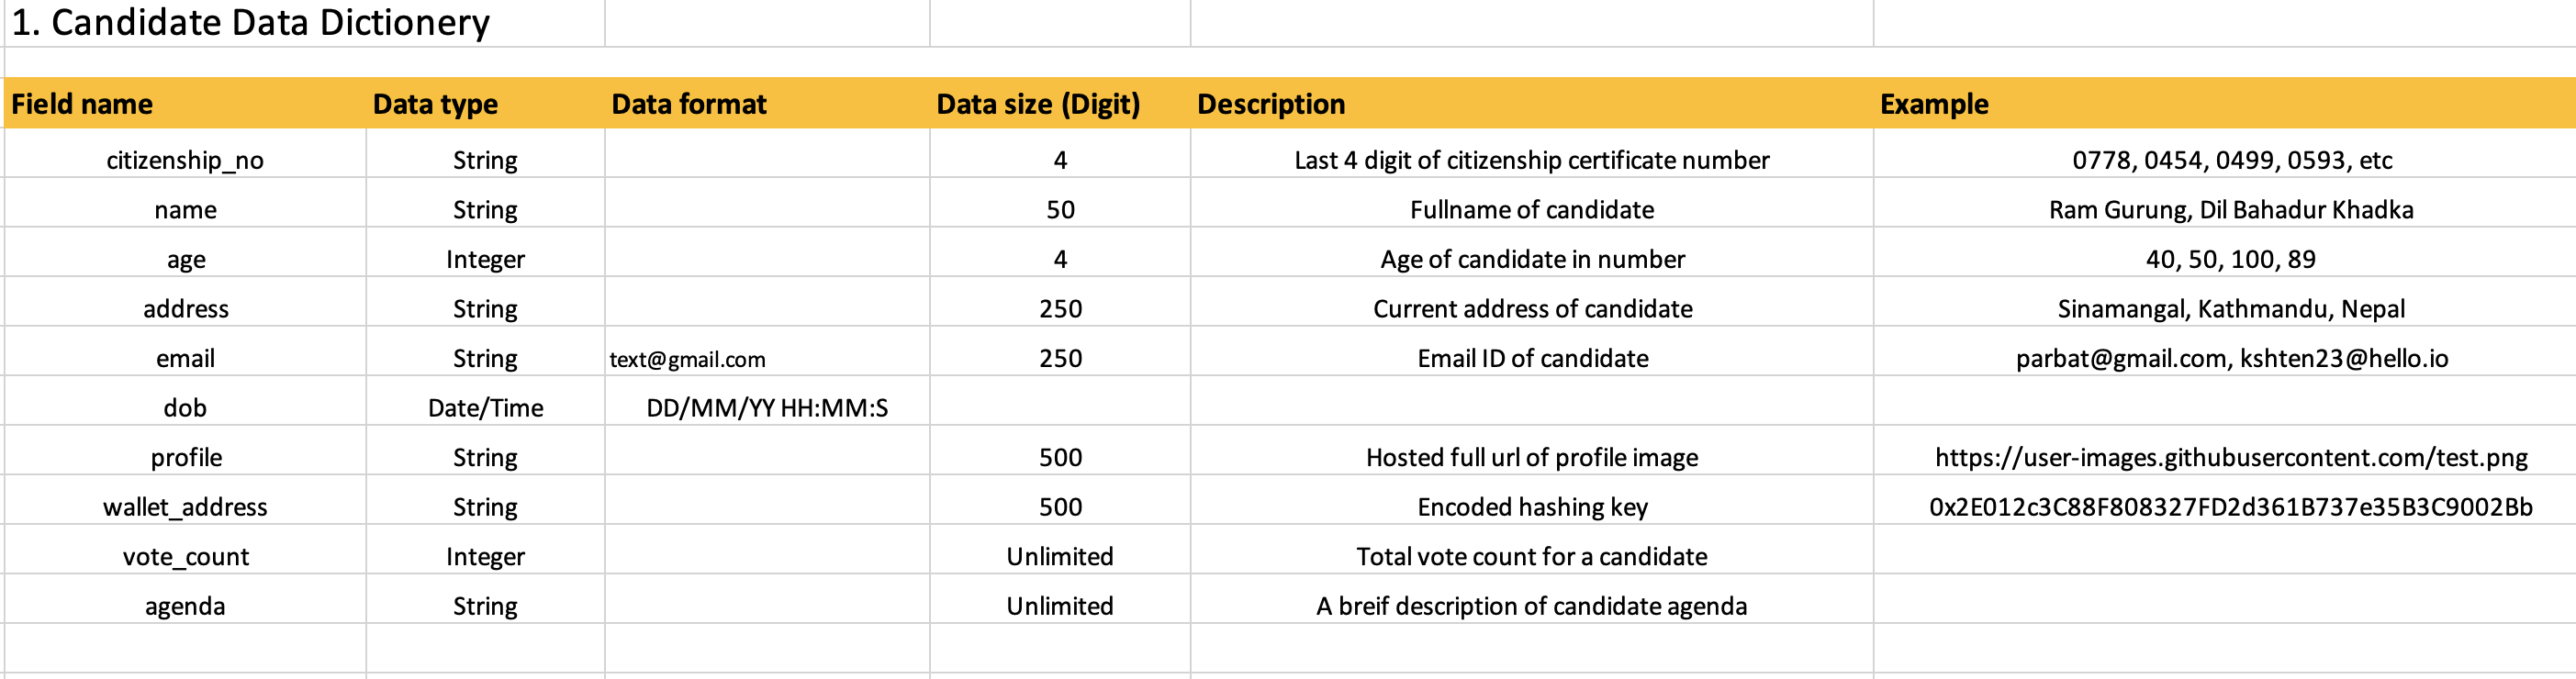 1. Candidate Data Dictionery
Field name Data type Data format Data size (Digit) Description Example
citizenship_no String 4 Last 4 digit of citizenship certificate number 0778, 0454, 0499, 0593, etc
name String 50 Fullname of candidate Ram Gurung, Dil Bahadur Khadka
age Integer 4 Age of candidate in number 40, 50, 100, 89
address String 250 Current address of candidate Sinamangal, Kathmandu, Nepal
email String text@gmail.com 250 Email ID of candidate parbat@gmail.com, kshten23@hello.io
dob Date/Time DD/MM/YY HH:MM:S
profile String 500 Hosted full url of profile image https://user-images.githubusercontent.com/test.png
wallet_address String 500 Encoded hashing key 0x2E012c3C88F808327FD2d361B737e35B3C9002Bb
vote_count Integer Unlimited Total vote count for a candidate
agenda String Unlimited A breif description of candidate agenda